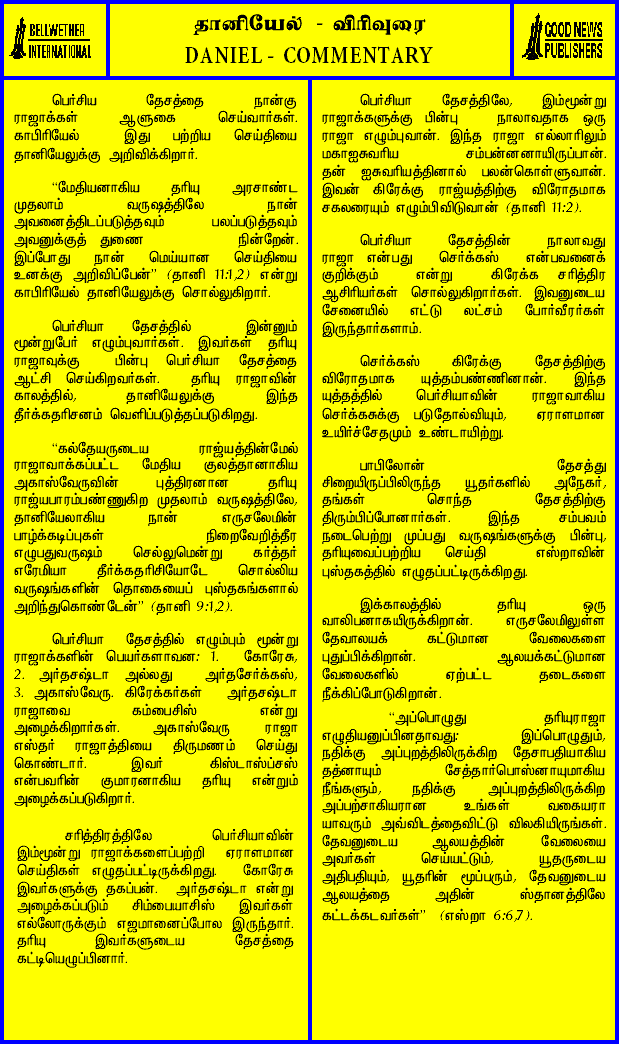 BELLWETHER
INTERNATIONAL
தானியேல் - விரிவுரை
DANIEL - COMMENTARY
GOOD NEWS
PUBLISHERS
பெர்சிய தேசத்தை நான்கு
ராஜாக்கள் ஆளுகை செய்வார்கள்.
காபிரியேல் இது பற்றிய செய்தியை
தானியேலுக்கு அறிவிக்கிறார்.
“மேதியனாகிய தரியு அரசாண்ட
முதலாம் வருஷத்திலே நான்
அவனைத்திடப்படுத்தவும் பலப்படுத்தவும்
அவனுக்குத் துணை நின்றேன்.
இப்போது நான் மெய்யான செய்தியை
உனக்கு அறிவிப்பேன்” (தானி 11:1,2) என்று
காபிரியேல் தானியேலுக்கு சொல்லுகிறார்.
பெர்சியா தேசத்தில் இன்னும்
மூன்றுபேர் எழும்புவார்கள். இவர்கள் தரியு
ராஜாவுக்கு பின்பு பெர்சியா தேசத்தை
ஆட்சி செய்கிறவர்கள். தரியு ராஜாவின்
காலத்தில், தானியேலுக்கு இந்த
தீர்க்கதரிசனம் வெளிப்படுத்தப்படுகிறது.
“கல்தேயருடைய ராஜ்யத்தின்மேல்
ராஜாவாக்கப்பட்ட மேதிய குலத்தானாகிய
அகாஸ்வேருவின் புத்திரனான தரியு
ராஜ்யபாரம்பண்ணுகிற முதலாம் வருஷத்திலே,
தானியேலாகிய நான் எருசலேமின்
பாழ்க்கடிப்புகள் நிறைவேறித்தீர
எழுபதுவருஷம் செல்லுமென்று கர்த்தர்
எரேமியா தீர்க்கதரிசியோடே சொல்லிய
வருஷங்களின் தொகையைப் புஸ்தகங்களால்
அறிந்துகொண்டேன்” (தானி 9:1,2).
பெர்சியா தேசத்தில் எழும்பும் மூன்று
ராஜாக்களின் பெயர்களாவன: 1. கோரேசு,
2. அர்தசஷ்டா அல்லது அர்தசேர்க்ஸ்,
3. அகாஸ்வேரு. கிரேக்கர்கள் அர்தசஷ்டா
ராஜாவை கம்பைசிஸ் என்று
அழைக்கிறார்கள். அகாஸ்வேரு ராஜா
எஸ்தர் ராஜாத்தியை திருமணம் செய்து
கொண்டார். இவர் கிஸ்டாஸ்ப்சஸ்
என்பவரின் குமாரனாகிய தரியு என்றும்
அழைக்கப்படுகிறார்.
சரித்திரத்திலே பெர்சியாவின்
இம்மூன்று ராஜாக்களைப்பற்றி ஏராளமான
செய்திகள் எழுதப்பட்டிருக்கிறது. கோரேசு
இவர்களுக்கு தகப்பன். அர்தசஷ்டா என்று
அழைக்கப்படும் சிம்பையாசிஸ் இவர்கள்
எல்லோருக்கும் எஜமானைப்போல இருந்தார்.
தரியு இவர்களுடைய தேசத்தை
கட்டியெழுப்பினார்.
பெர்சியா தேசத்திலே, இம்மூன்று
ராஜாக்களுக்கு பின்பு நாலாவதாக ஒரு
ராஜா எழும்புவான். இந்த ராஜா எல்லாரிலும்
மகாஐசுவரிய சம்பன்னனாயிருப்பான்.
தன் ஐசுவரியத்தினால் பலன்கொள்ளுவான்.
இவன் கிரேக்கு ராஜ்யத்திற்கு விரோதமாக
சகலரையும் எழும்பிவிடுவான் (தானி 11:2).
பெர்சியா தேசத்தின் நாலாவது
ராஜா என்பது செர்க்கஸ் என்பவனைக்
குறிக்கும் என்று கிரேக்க சரித்திர
ஆசிரியர்கள் சொல்லுகிறார்கள். இவனுடைய
சேனையில் எட்டு லட்சம் போர்வீரர்கள்
இருந்தார்களாம்.
செர்க்கஸ் கிரேக்கு தேசத்திற்கு
விரோதமாக யுத்தம்பண்ணினான். இந்த
யுத்தத்தில் பெர்சியாவின் ராஜாவாகிய
செர்க்கசுக்கு படுதோல்வியும், ஏராளமான
உயிர்ச்சேதமும் உண்டாயிற்று.
பாபிலோன் தேசத்து
சிறையிருப்பிலிருந்த யூதர்களில் அநேகர்,
தங்கள் சொந்த தேசத்திற்கு
திரும்பிப்போனார்கள். இந்த சம்பவம்
நடைபெற்று முப்பது வருஷங்களுக்கு பின்பு,
தரியுவைப்பற்றிய செய்தி எஸ்றாவின்
புஸ்தகத்தில் எழுதப்பட்டிருக்கிறது.
இக்காலத்தில் தரியு ஒரு
வாலிபனாகயிருக்கிறான். எருசலேமிலுள்ள
தேவாலயக் கட்டுமான வேலைகளை
புதுப்பிக்கிறான். ஆலயக்கட்டுமான
வேலைகளில் ஏற்பட்ட தடைகளை
நீக்கிப்போடுகிறான்.
“அப்பொழுது தரியுராஜா
எழுதியனுப்பினதாவது: இப்பொழுதும்,
நதிக்கு அப்புறத்திலிருக்கிற தேசாபதியாகிய
தத்னாயும் சேத்தார்பொஸ்னாயுமாகிய
நீங்களும், நதிக்கு அப்புறத்திலிருக்கிற
அப்பற்சாகியரான உங்கள் வகையரா
யாவரும் அவ்விடத்தைவிட்டு விலகியிருங்கள்.
தேவனுடைய ஆலயத்தின் வேலையை
அவர்கள் செய்யட்டும், யூதருடைய
அதிபதியும், யூதரின் மூப்பரும், தேவனுடைய
ஆலயத்தை அதின் ஸ்தானத்திலே
கட்டக்கடவர்கள்” (எஸ்றா 6:6,7).